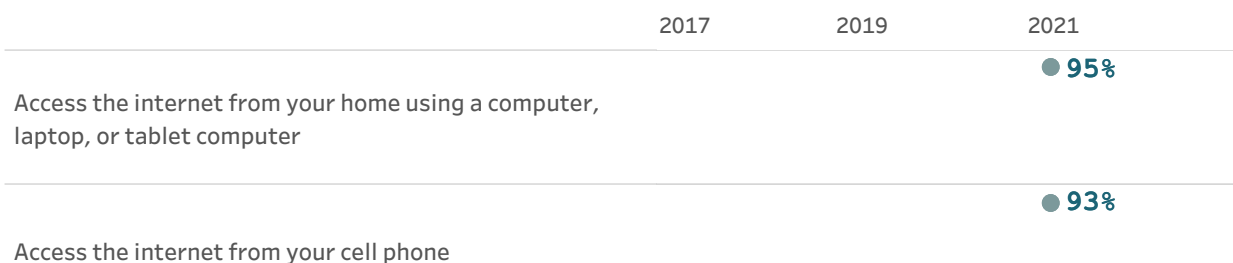 2017 2019 2021
95%
Access the internet from your home using a computer,
laptop, or tablet computer
93%
Access the internet from your cell phone